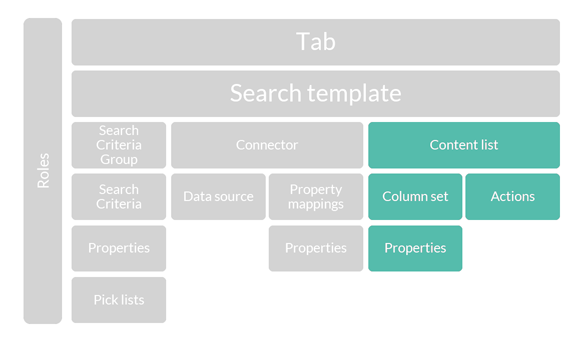 Tab
Search template
Search
Criteria
Group
Connector
Content list
Roles
Search
Criteria
Data source
Property
mappings
Column set
Actions
Properties
Properties
Properties
Pick lists